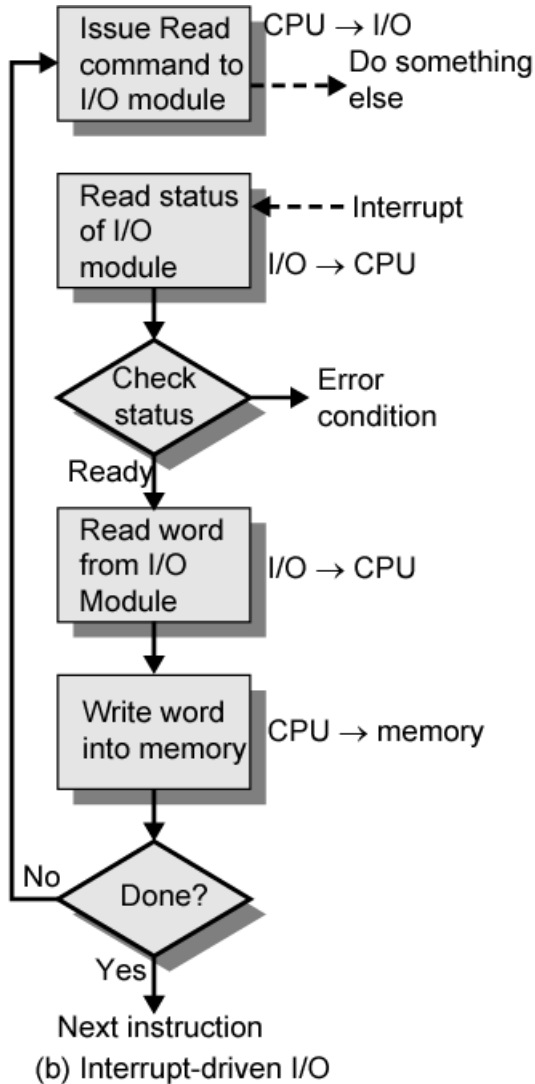 Issue Read
command to
I/O module
CPU → I/O
Do something
else
Read status
of I/O
module
Interrupt
I/O → CPU
Check
status
Error
condition
Ready
Read word
from I/O
Module
I/O → CPU
Write word
into memory
CPU → memory
No
Done?
Yes
Next instruction
(b) Interrupt-driven I/O